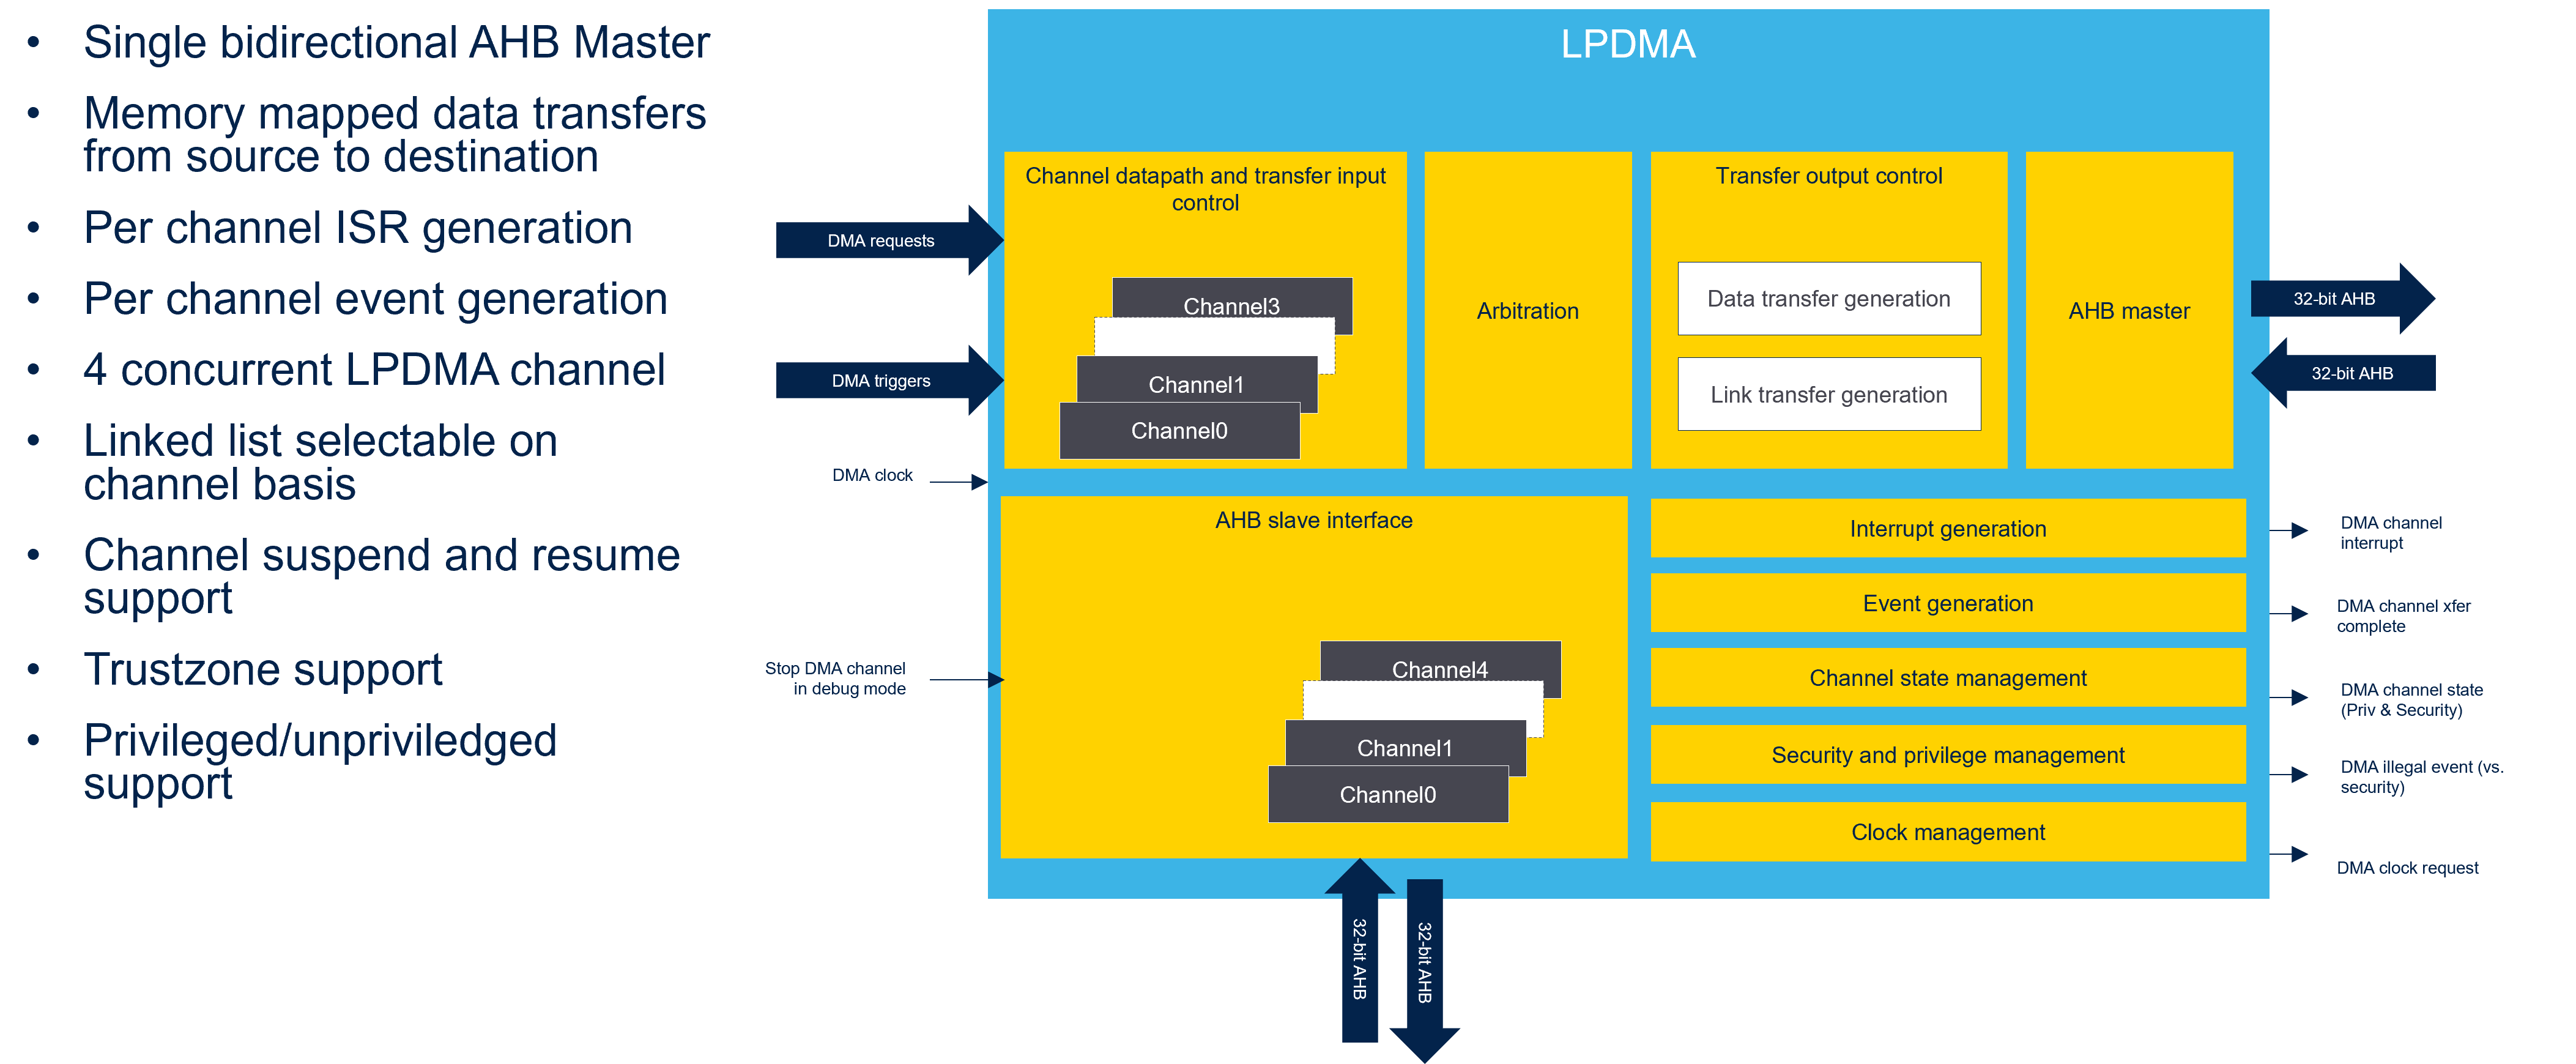 • Single bidirectional AHB Master
• Memory mapped data transfers
from source to destination
• Per channel ISR generation
• Per channel event generation
• 4 concurrent LPDMA channel
• Linked list selectable on
channel basis
• Channel suspend and resume
support
• Trustzone support
• Privileged/unpriviledged
support
LPDMA
Channel datapath and transfer input
control
Channel3
Channel1
Channel0
Arbitration
Transfer output control
Data transfer generation
Link transfer generation
AHB master
DMA requests
DMA triggers
DMA clock
Stop DMA channel
in debug mode
32-bit AHB
32-bit AHB
AHB slave interface
Channel4
Channel1
Channel0
Interrupt generation
Event generation
Channel state management
Security and privilege management
Clock management
DMA channel
interrupt
DMA channel xfer
complete
DMA channel state
(Priv & Security)
DMA illegal event (vs.
security)
DMA clock request
32-bit AHB
32-bit AHB